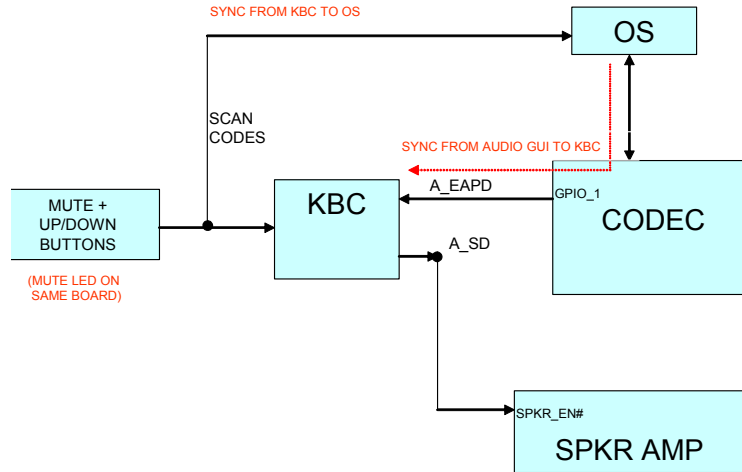 SYNC FROM KBC TO OS
OS
SCAN
CODES
SYNC FROM AUDIO GUI TO KBC
A_EAPD
GPIO_1
MUTE +
UP/DOWN
BUTTONS
KBC
CODEC
A_SD
(MUTE LED ON
SAME BOARD)
SPKR_EN#
SPKR AMP